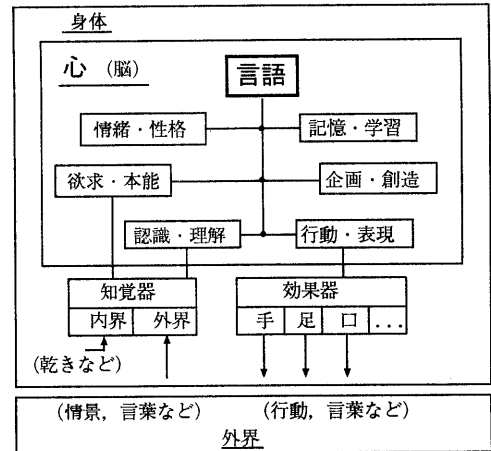 身体
心 (脳)
言語
情緒・性格 記憶・学習
欲求・本能 企画・創造
認識・理解 行動・表現
知覚器 効果器
内界 外界 手 足 口 ...
(乾きなど)
(情景，言葉など) (行動，言葉など)
外界